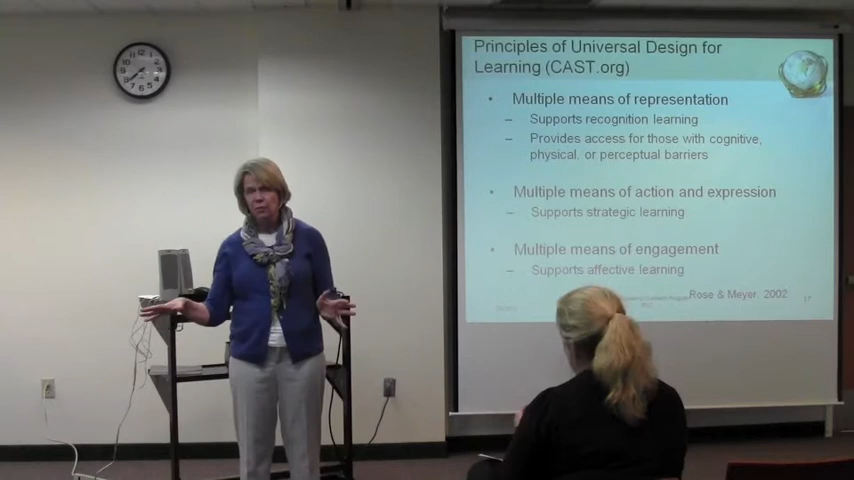 Principles of Universal Design for
Learning (CAST.org)
• Multiple means of representation
– Supports recognition learning
– Provides access for those with cognitive,
physical, or perceptual barriers
• Multiple means of action and expression
– Supports strategic learning
• Multiple means of engagement
– Supports affective learning
Rose & Meyer, 2002
17